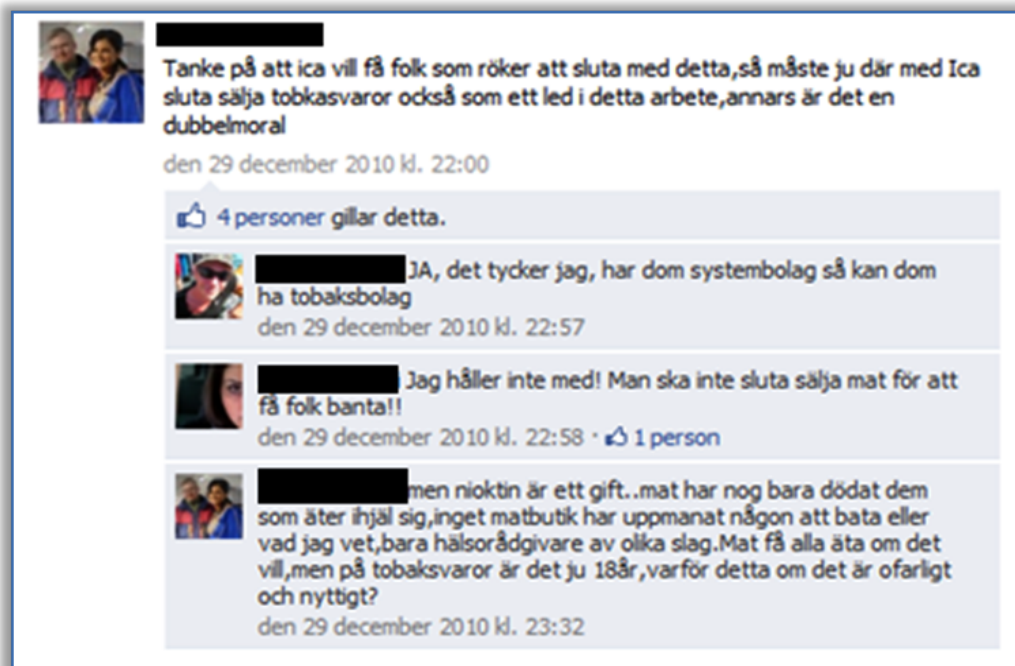 Tanke på att ica vill få folk som röker att sluta med detta,så måste ju där med Ica
sluta sälja tobkasvaror också som ett led i detta arbete,annars är det en
dubbelmoral
den 29 december 2010 kl. 22:00
4 personer gillar detta.
JA, det tycker jag, har dom systembolag så kan dom
ha tobaksbolag
den 29 december 2010 kl. 22:57
Jag håller inte med! Man ska inte sluta sälja mat för att
få folk banta!!
den 29 december 2010 kl. 22:58 · 1 person
men nioktin är ett gift..mat har nog bara dödat dem
som äter ihjäl sig,inget matbutik har uppmanat någon att bata eller
vad jag vet,bara hälsorådgivare av olika slag.Mat få alla äta om det
vill,men på tobaksvaror är det ju 18år,varför detta om det är ofarligt
och nyttigt?
den 29 december 2010 kl. 23:32